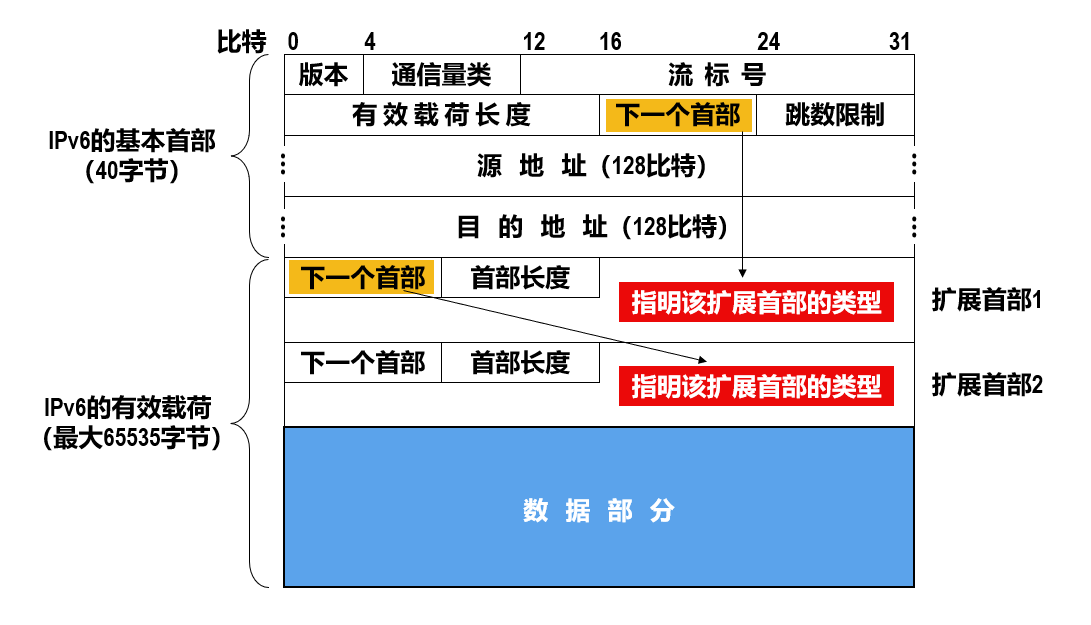 比特 0 4 12 16 24 31
版本 通信量类 流标号
有效载荷长度 下一个首部 跳数限制
IPv6的基本首部
(40字节)
源地址(128比特)
目的地址(128比特)
下一个首部 首部长度
指明该扩展首部的类型 扩展首部1
下一个首部 首部长度
指明该扩展首部的类型 扩展首部2
IPv6的有效载荷
(最大65535字节)
数据部分